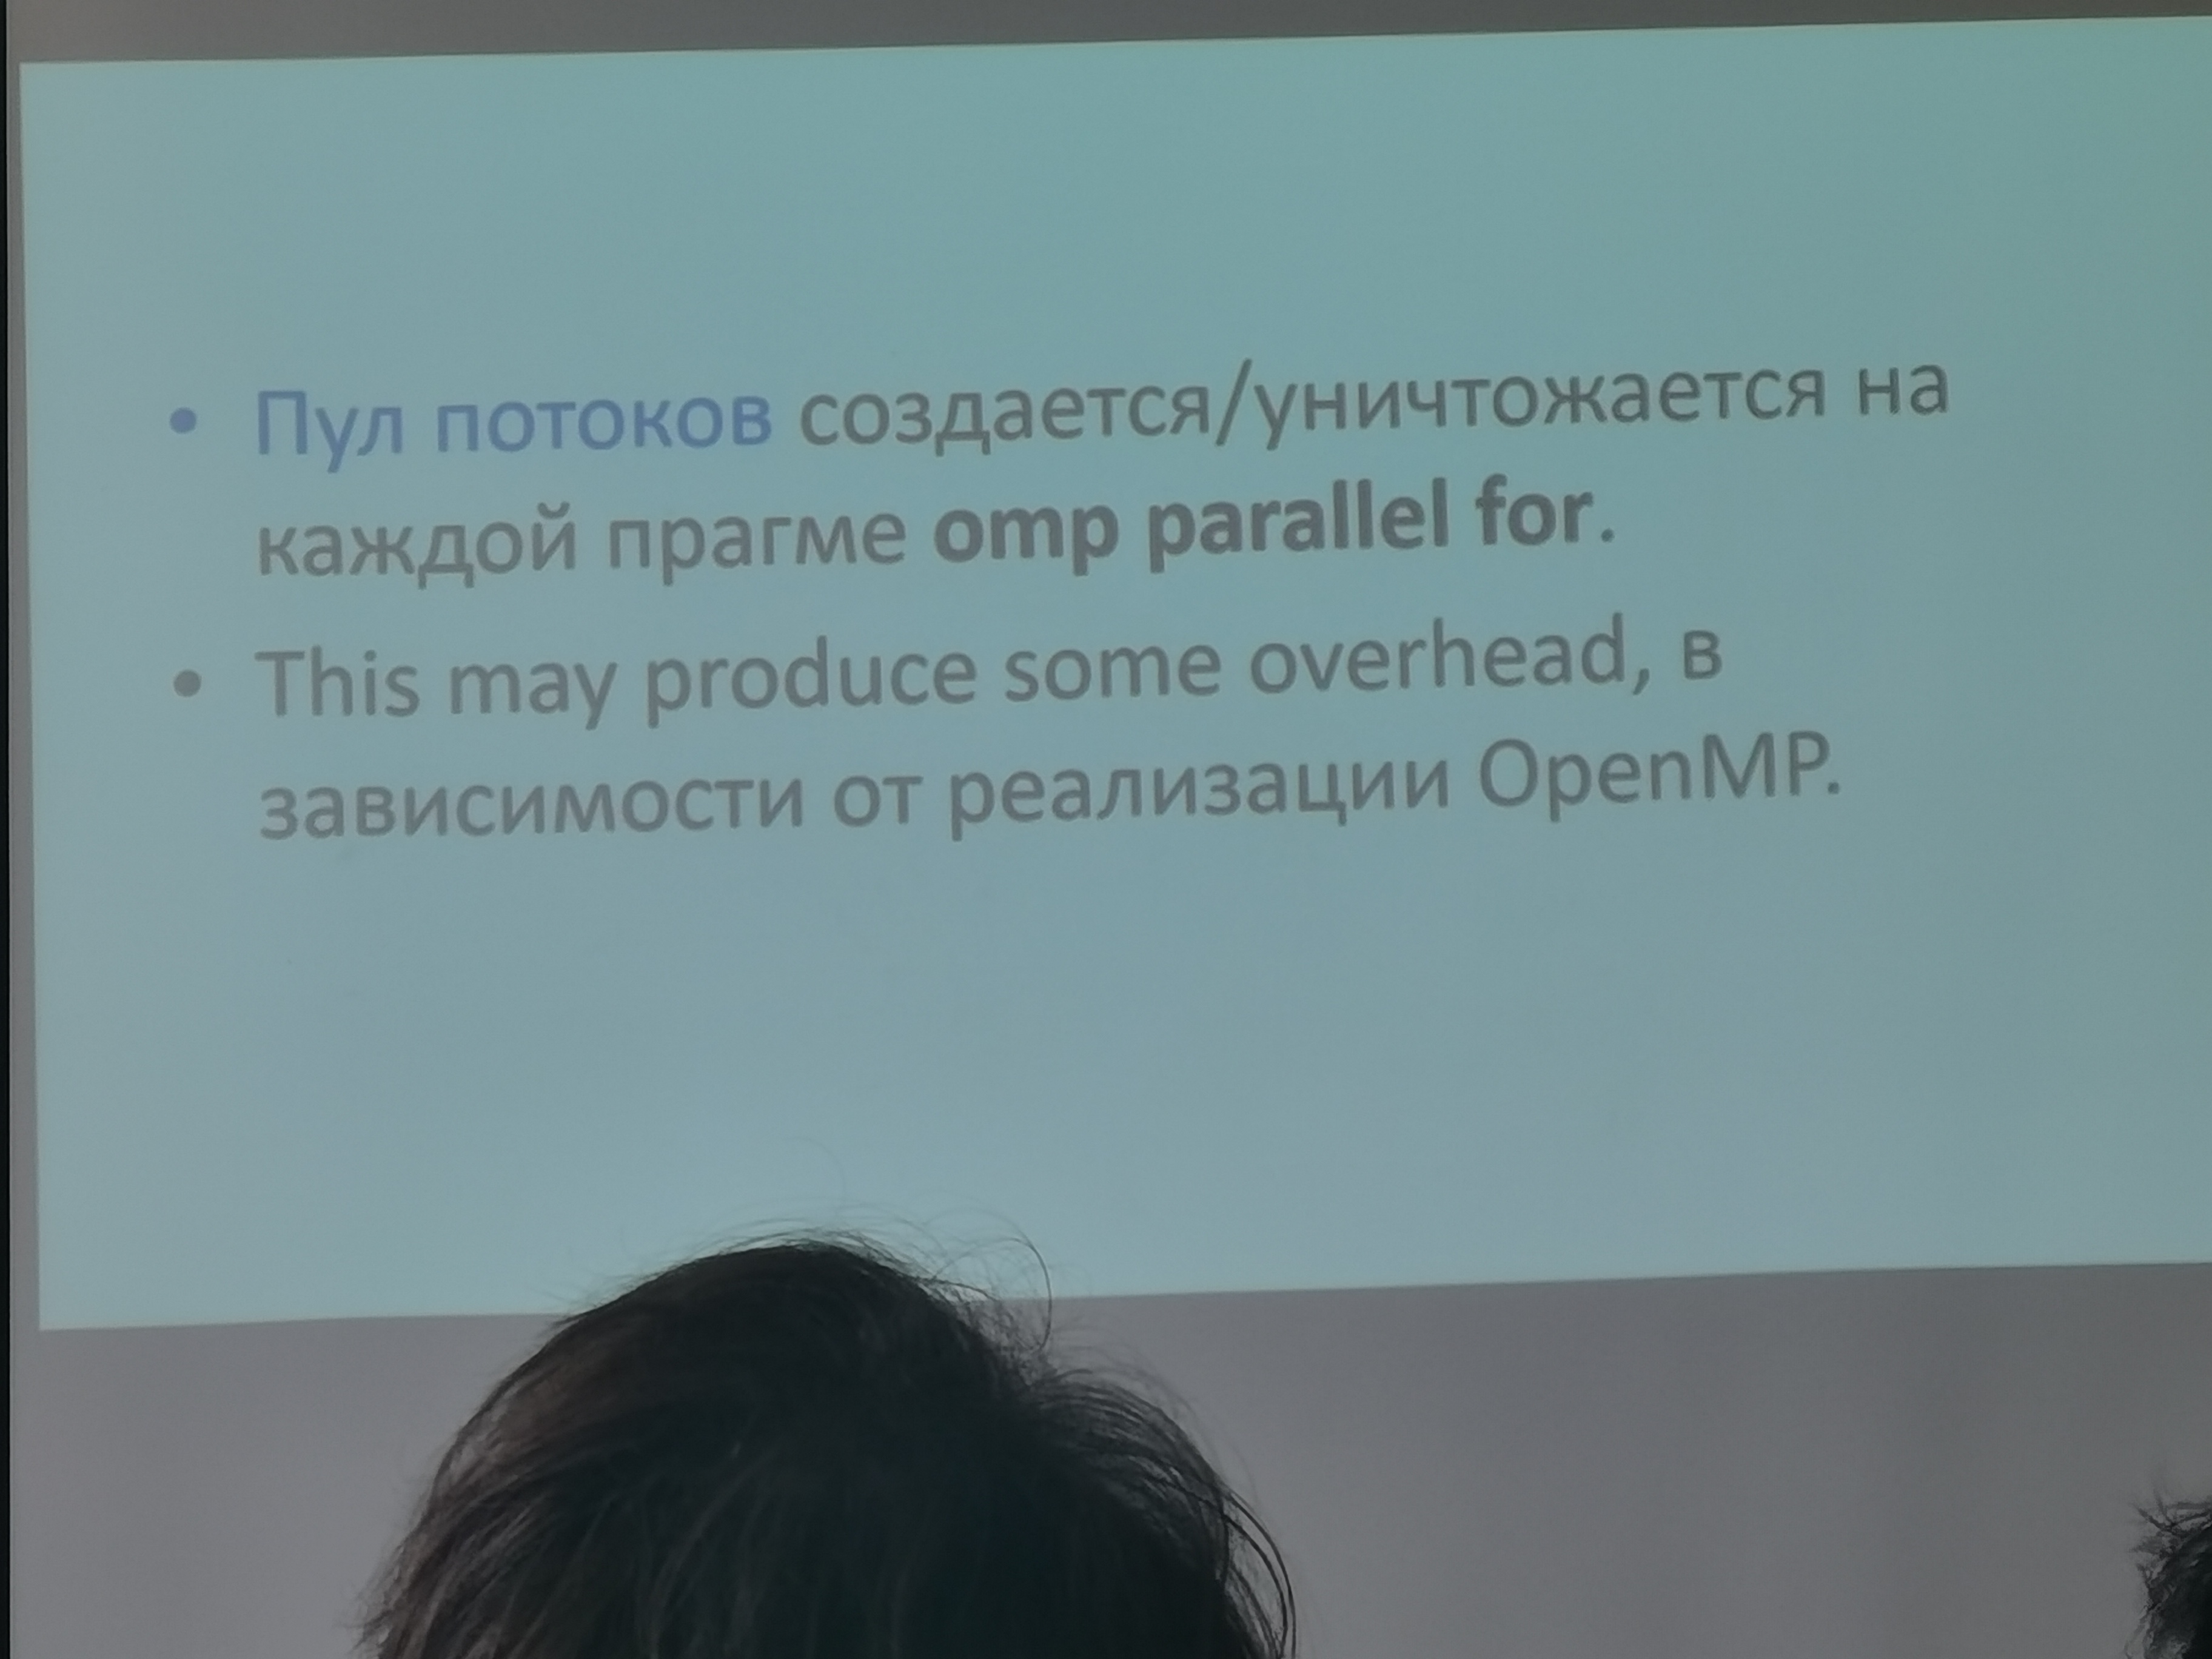 • Пул потоков создается/уничтожается на
каждой прагме omp parallel for.
• This may produce some overhead, в
зависимости от реализации OpenMP.